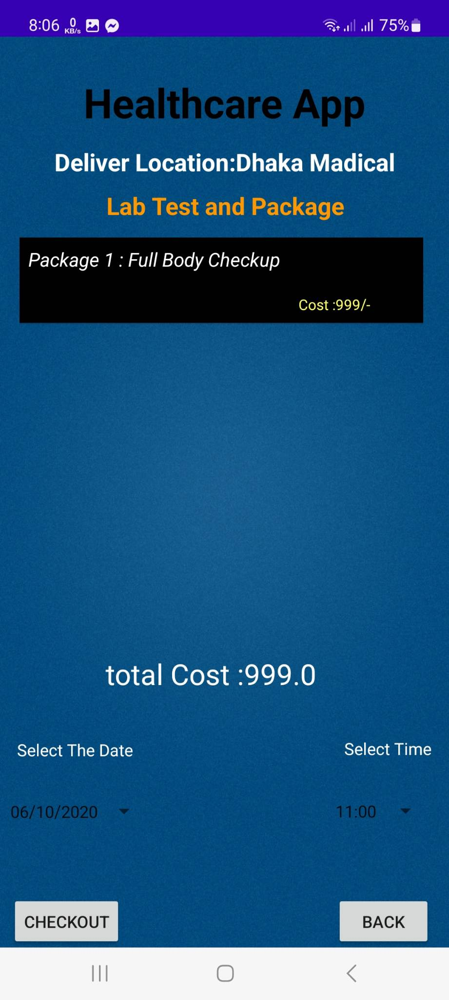 8:06 0 KB/s 75%
Healthcare App
Deliver Location:Dhaka Madical
Lab Test and Package
Package 1 : Full Body Checkup
Cost :999/-
total Cost :999.0
Select The Date Select Time
06/10/2020 11:00
CHECKOUT BACK